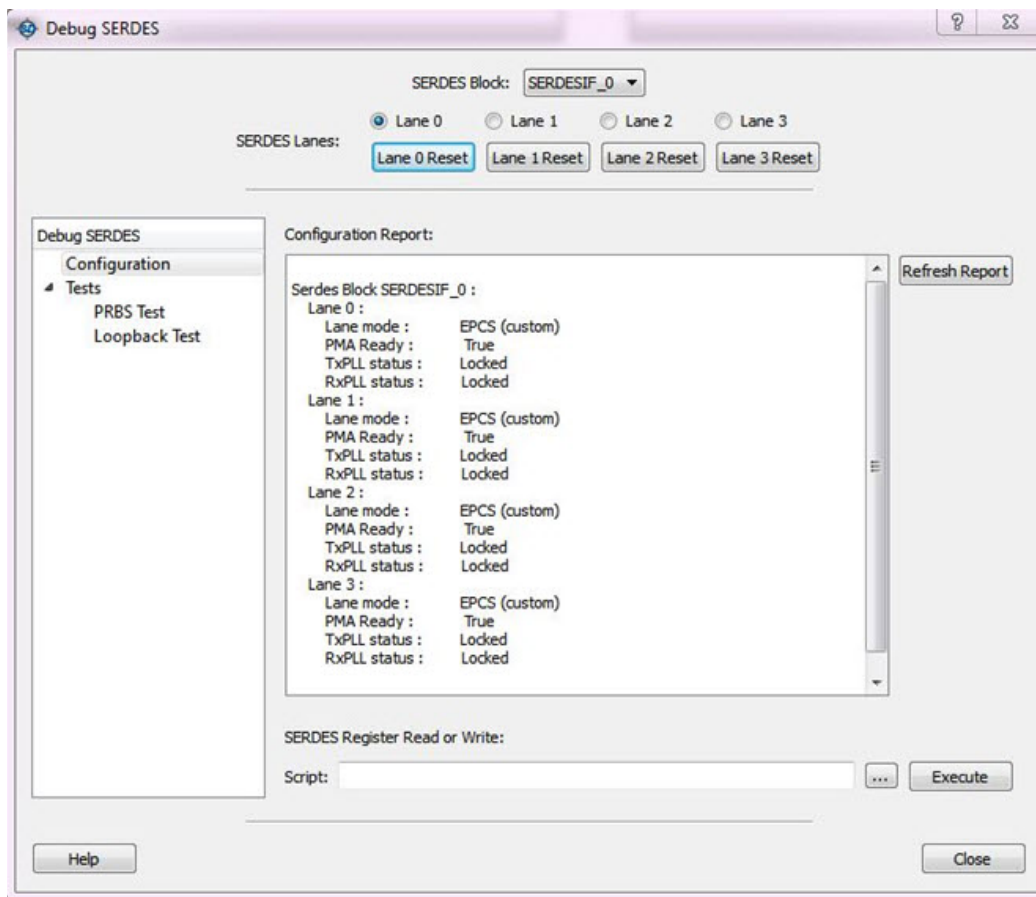 Debug SERDES
SERDES Block: SERDESIF_0
SERDES Lanes: Lane 0 Lane 1 Lane 2 Lane 3
Lane 0 Reset Lane 1 Reset Lane 2 Reset Lane 3 Reset
Debug SERDES
Configuration
Tests
PRBS Test
Loopback Test
Configuration Report:
Refresh Report
Serdes Block SERDESIF_0 :
Lane 0 :
Lane mode : EPCS (custom)
PMA Ready : True
TxPLL status : Locked
RxPLL status : Locked
Lane 1 :
Lane mode : EPCS (custom)
PMA Ready : True
TxPLL status : Locked
RxPLL status : Locked
Lane 2 :
Lane mode : EPCS (custom)
PMA Ready : True
TxPLL status : Locked
RxPLL status : Locked
Lane 3 :
Lane mode : EPCS (custom)
PMA Ready : True
TxPLL status : Locked
RxPLL status : Locked
SERDES Register Read or Write:
Script: ... Execute
Help Close